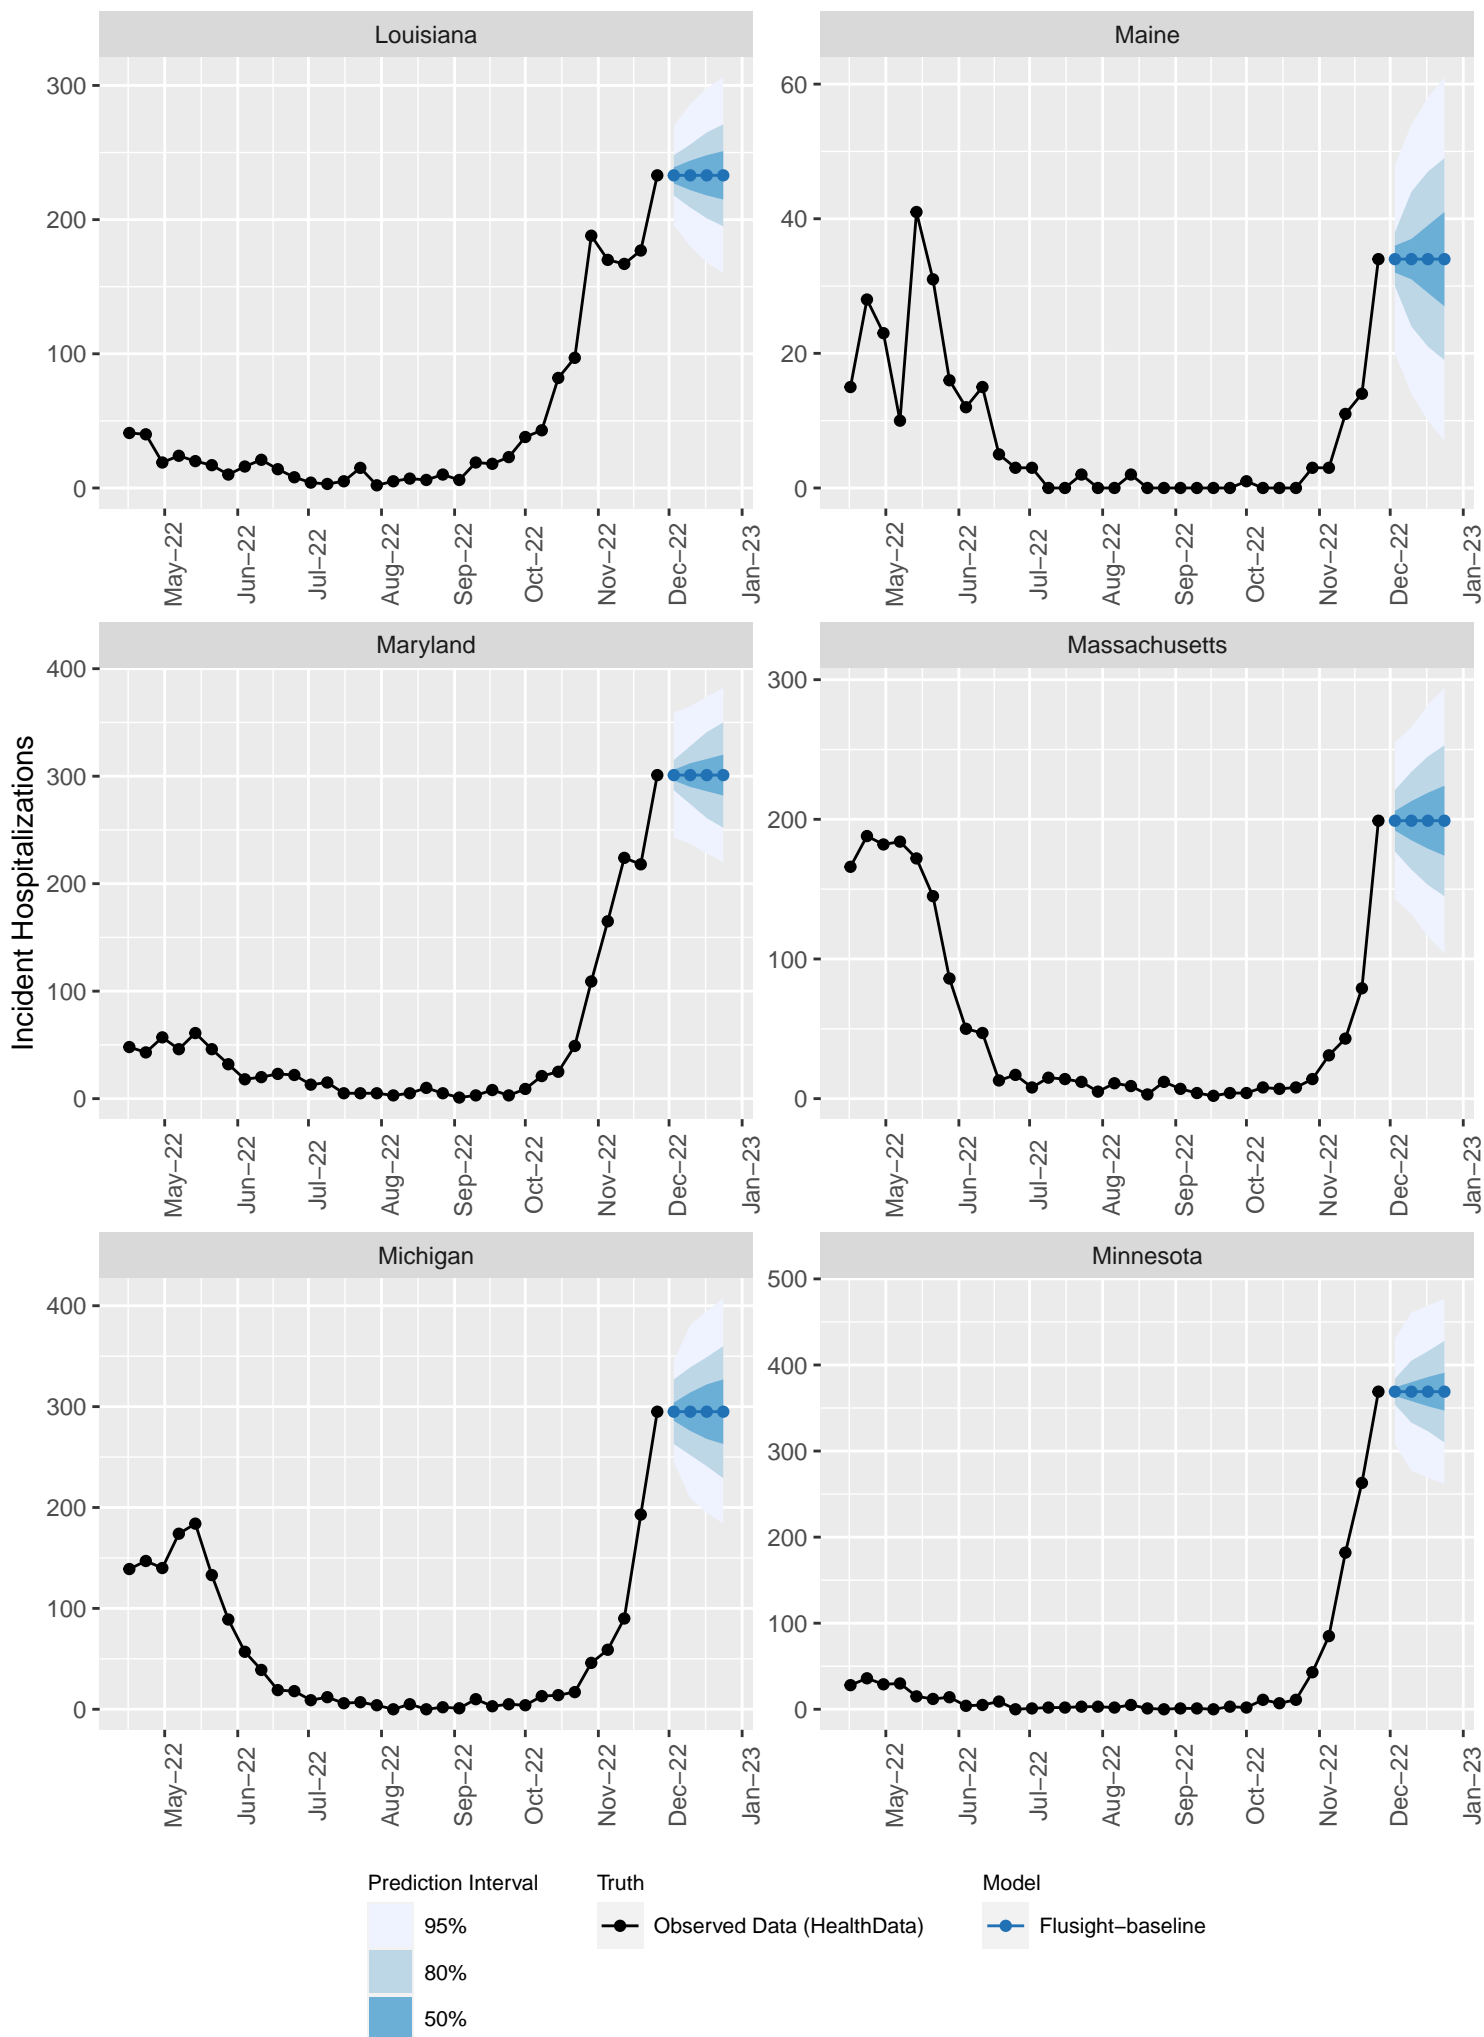 Louisiana
Maine
300
200
100
0
60
40
20
0
May−22
Jun−22
Jul−22
Aug−22
Sep−22
Oct−22
Nov−22
Dec−22
Jan−23
May−22
Jun−22
Jul−22
Aug−22
Sep−22
Oct−22
Nov−22
Dec−22
Jan−23
Incident Hospitalizations
Maryland
Massachusetts
400
300
200
100
0
300
200
100
0
May−22
Jun−22
Jul−22
Aug−22
Sep−22
Oct−22
Nov−22
Dec−22
Jan−23
May−22
Jun−22
Jul−22
Aug−22
Sep−22
Oct−22
Nov−22
Dec−22
Jan−23
Michigan
Minnesota
400
300
200
100
0
500
400
300
200
100
0
May−22
Jun−22
Jul−22
Aug−22
Sep−22
Oct−22
Nov−22
Dec−22
Jan−23
May−22
Jun−22
Jul−22
Aug−22
Sep−22
Oct−22
Nov−22
Dec−22
Jan−23
Prediction Interval
95%
80%
50%
Truth
Observed Data (HealthData)
Model
Flusight−baseline